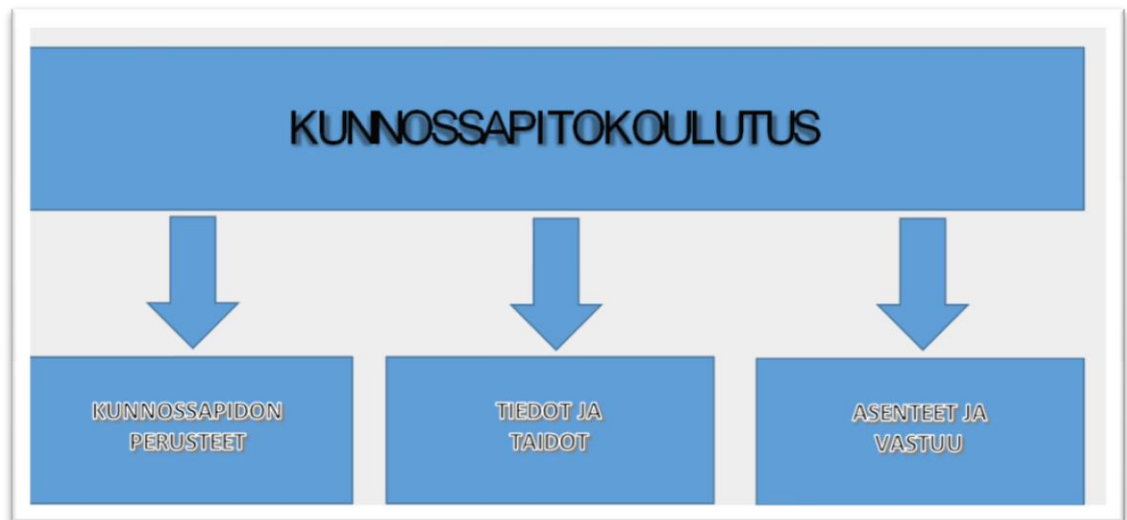 KUNNOSSAPITOKOULUTUS
KUNNOSSAPIDON
PERUSTEET
TIEDOT JA
TAIDOT
ASENTEET JA
VASTUU